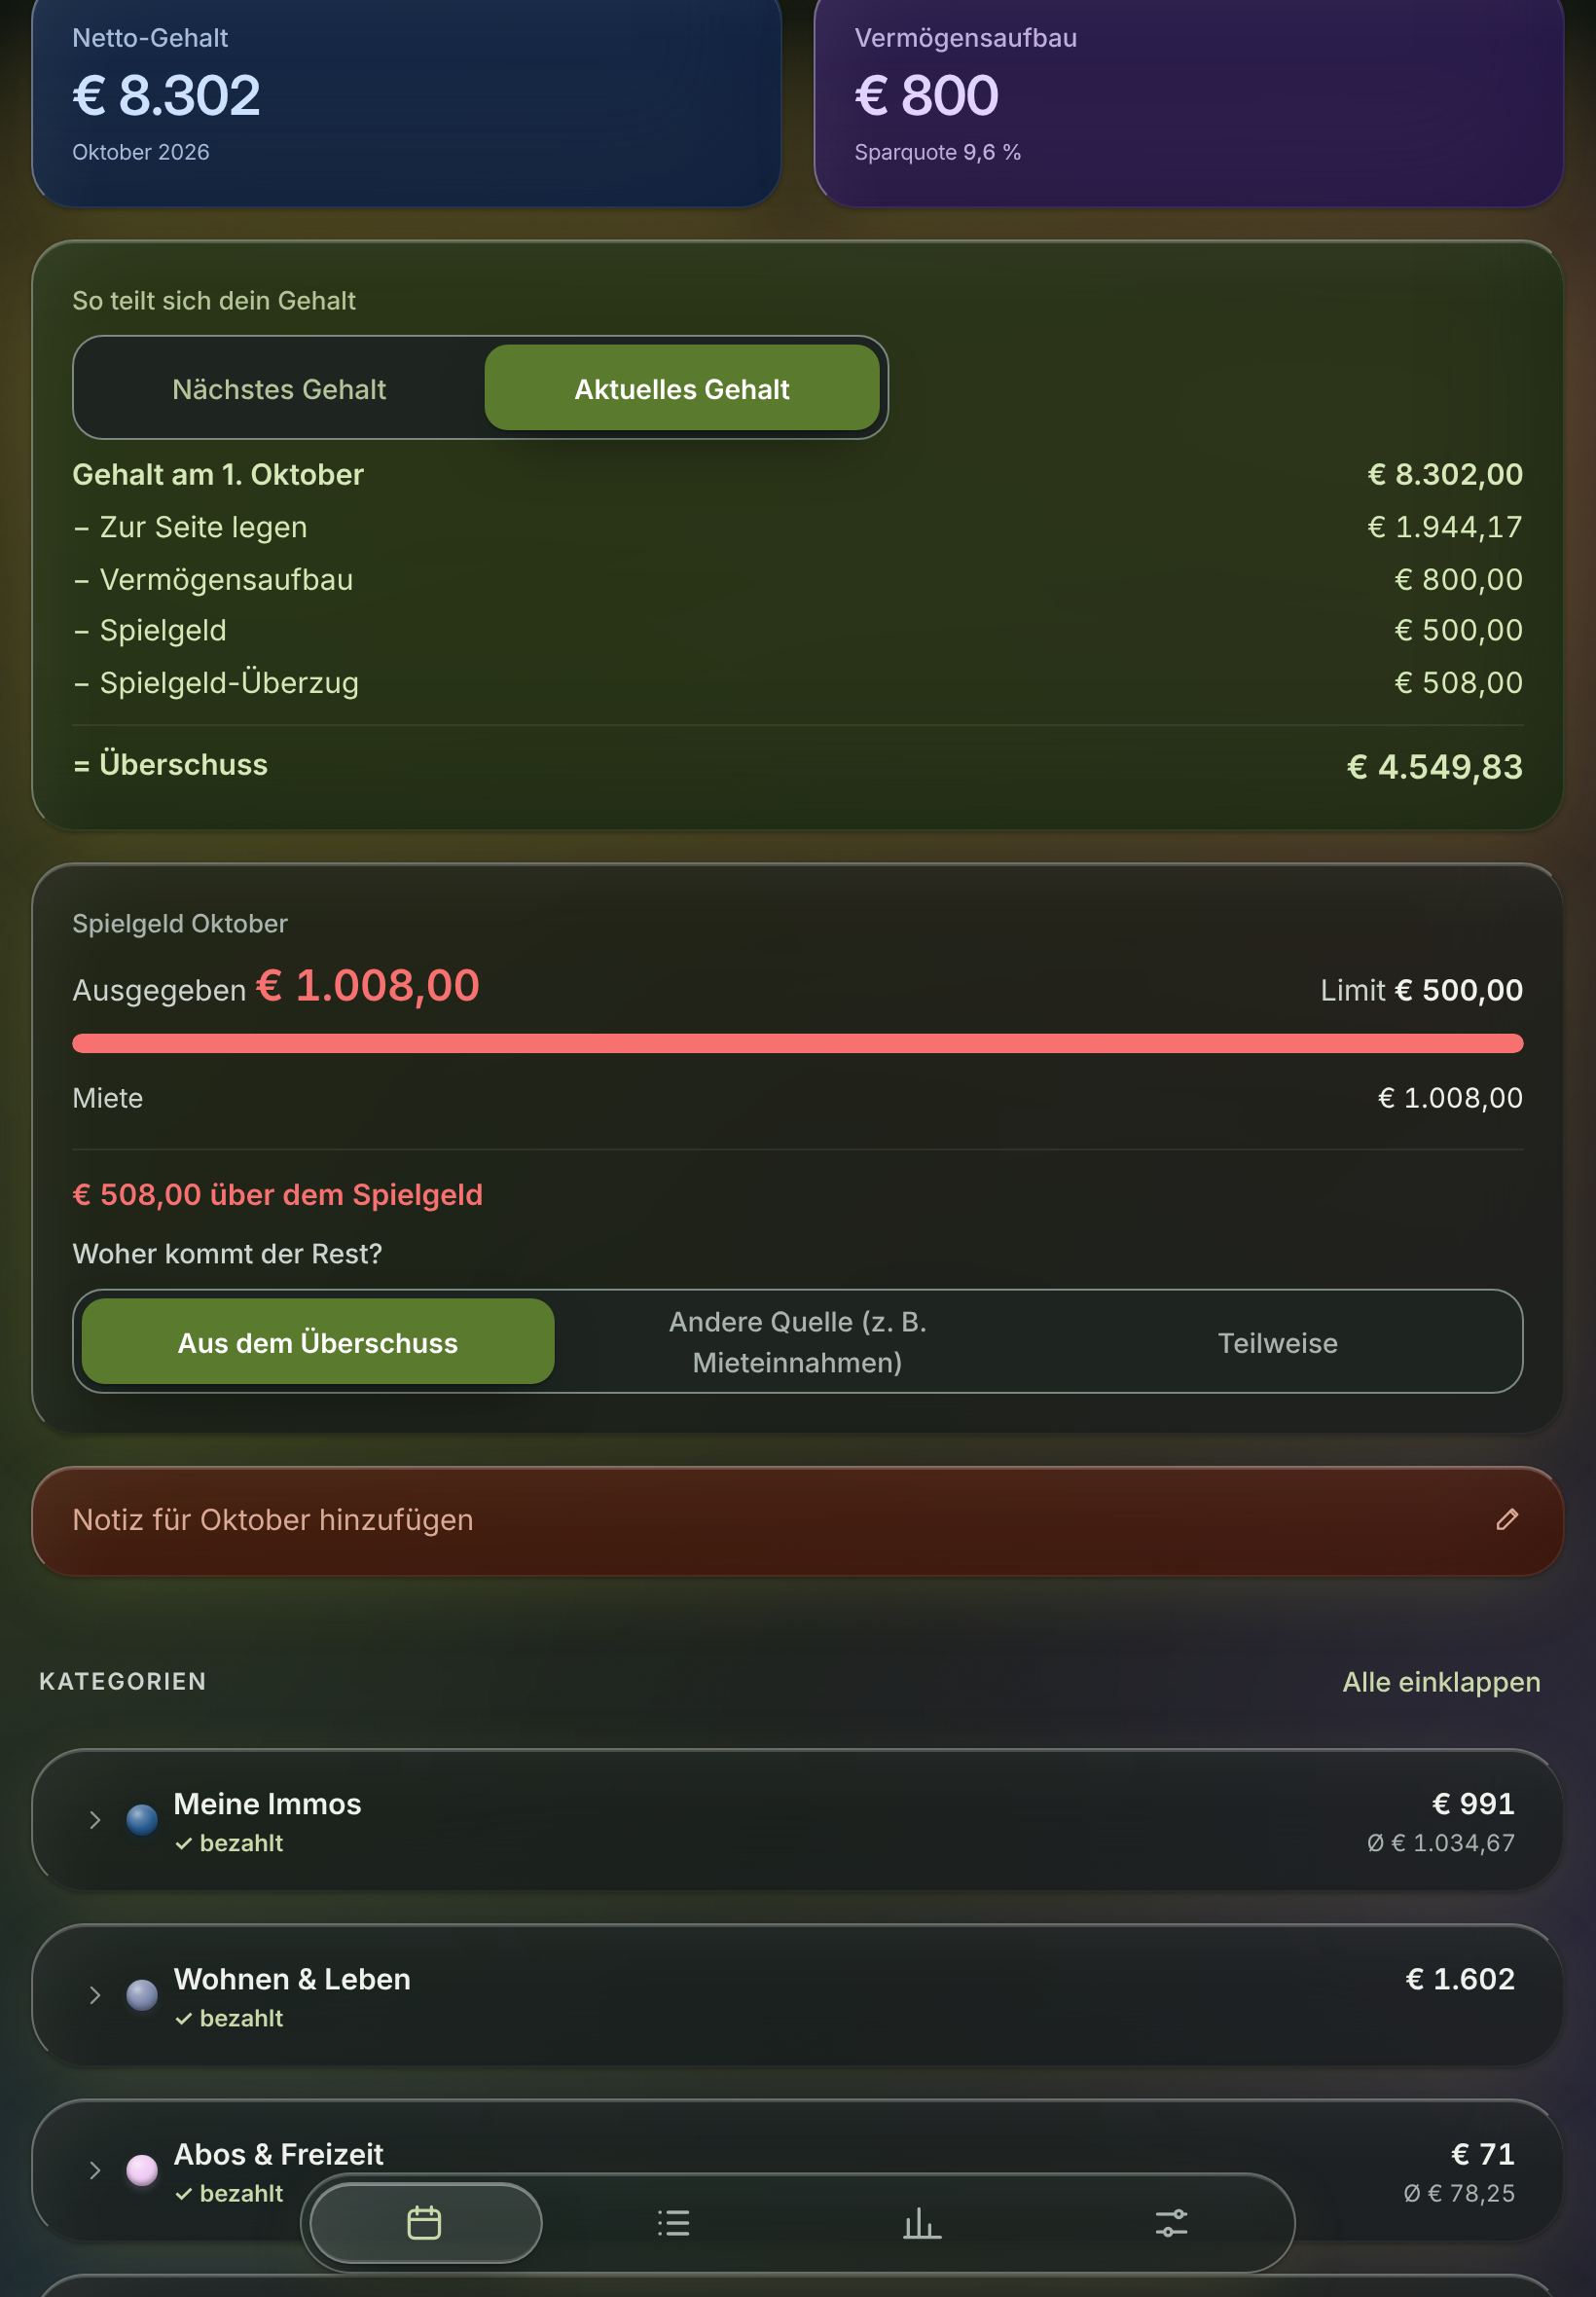 Netto-Gehalt
€ 8.302
Oktober 2026
Vermögensaufbau
€ 800
Sparquote 9,6 %
So teilt sich dein Gehalt
Nächstes Gehalt
Aktuelles Gehalt
Gehalt am 1. Oktober € 8.302,00
– Zur Seite legen € 1.944,17
– Vermögensaufbau € 800,00
– Spielgeld € 500,00
– Spielgeld-Überzug € 508,00
= Überschuss € 4.549,83
Spielgeld Oktober
Ausgegeben € 1.008,00 Limit € 500,00
Miete € 1.008,00
€ 508,00 über dem Spielgeld
Woher kommt der Rest?
Aus dem Überschuss
Andere Quelle (z. B.
Mieteinnahmen)
Teilweise
Notiz für Oktober hinzufügen
KATEGORIEN Alle einklappen
Meine Immos € 991
✓ bezahlt Ø € 1.034,67
Wohnen & Leben € 1.602
✓ bezahlt
Abos & Freizeit € 71
✓ bezahlt Ø € 78,25